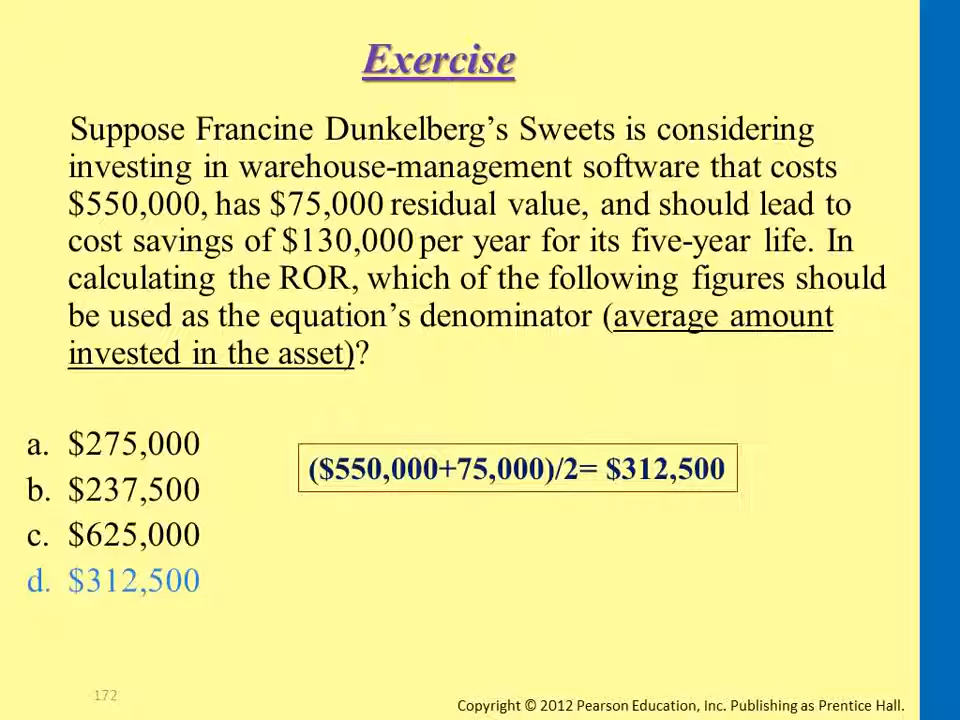 Exercise
Suppose Francine Dunkelberg’s Sweets is considering
investing in warehouse-management software that costs
$550,000, has $75,000 residual value, and should lead to
cost savings of $130,000 per year for its five-year life. In
calculating the ROR, which of the following figures should
be used as the equation’s denominator (average amount
invested in the asset)?
a. $275,000
b. $237,500
c. $625,000
d. $312,500
($550,000+75,000)/2= $312,500
172
Copyright © 2012 Pearson Education, Inc. Publishing as Prentice Hall.